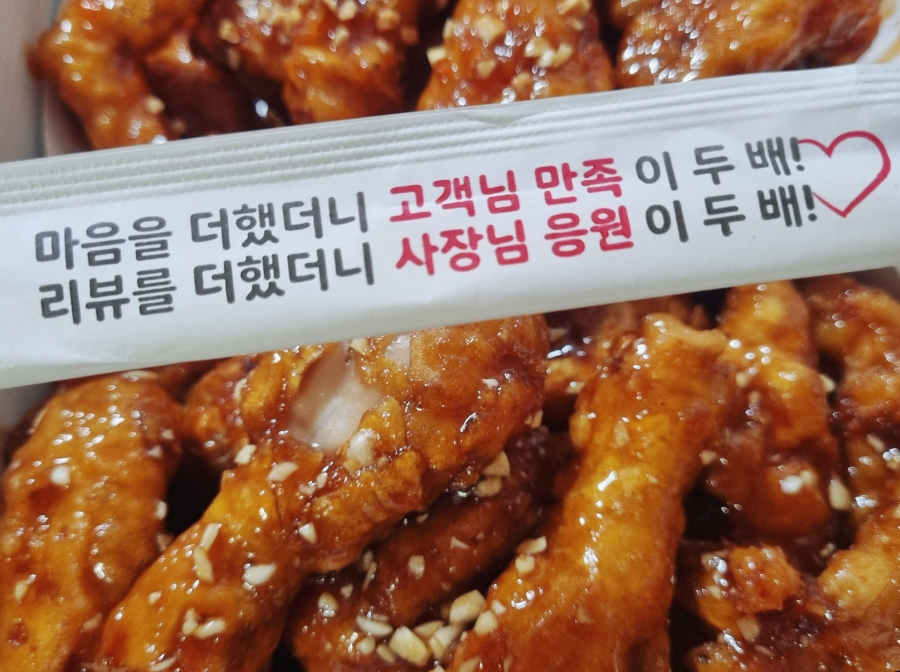 마음을 더했더니 고객님 만족 이 두 배!
리뷰를 더했더니 사장님 응원 이 두 배!